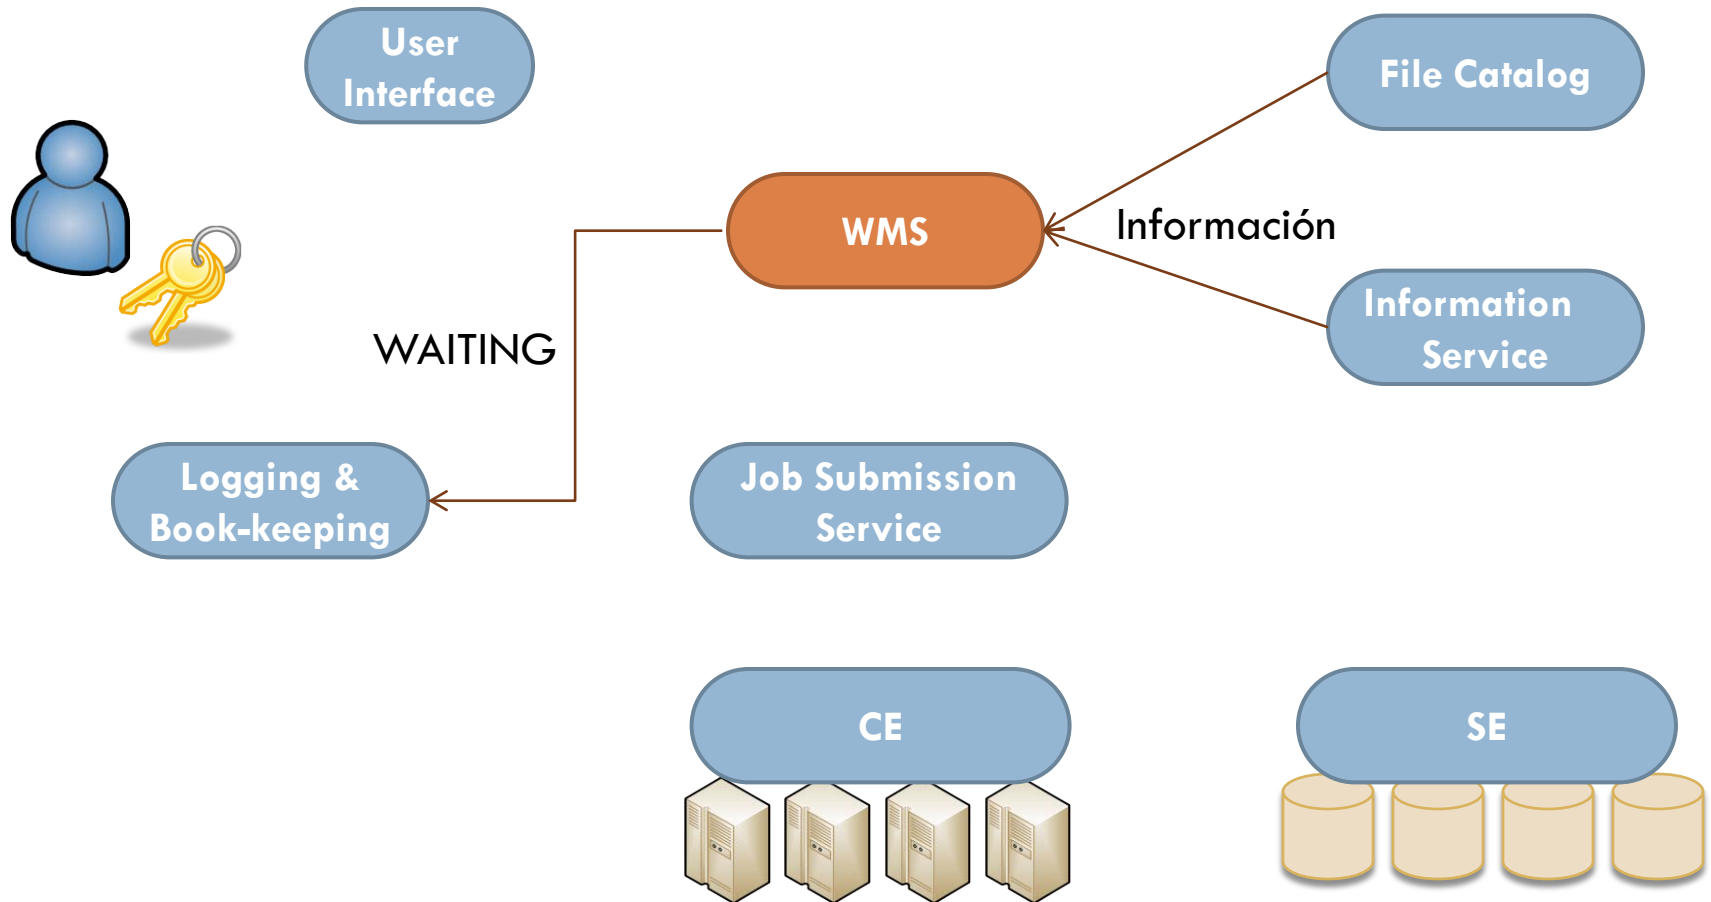 User
Interface
File Catalog
WMS
Información
Information
Service
WAITING
Logging &
Book-keeping
Job Submission
Service
CE
SE